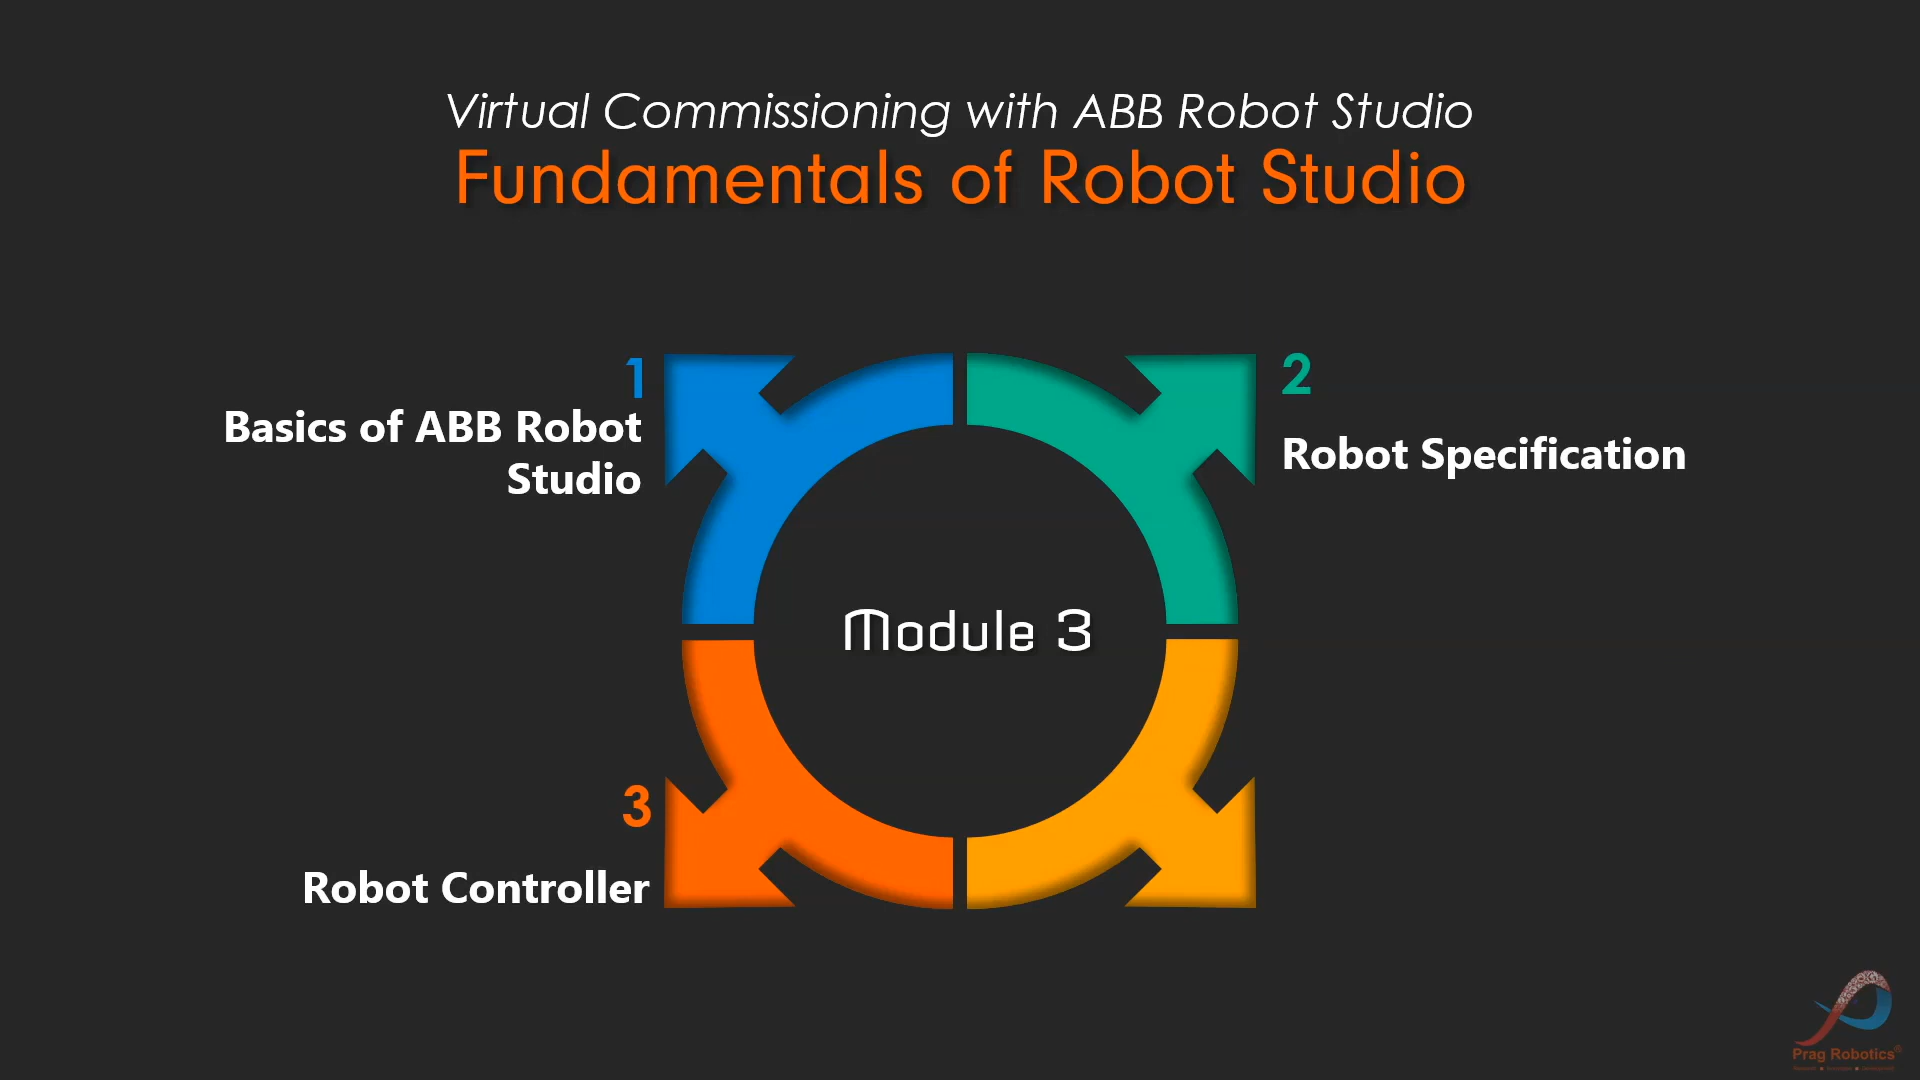 Virtual Commissioning with ABB Robot Studio
Fundamentals of Robot Studio
1
Basics of ABB Robot
Studio
2
Robot Specification
Module 3
3
Robot Controller
Prag Robotics®